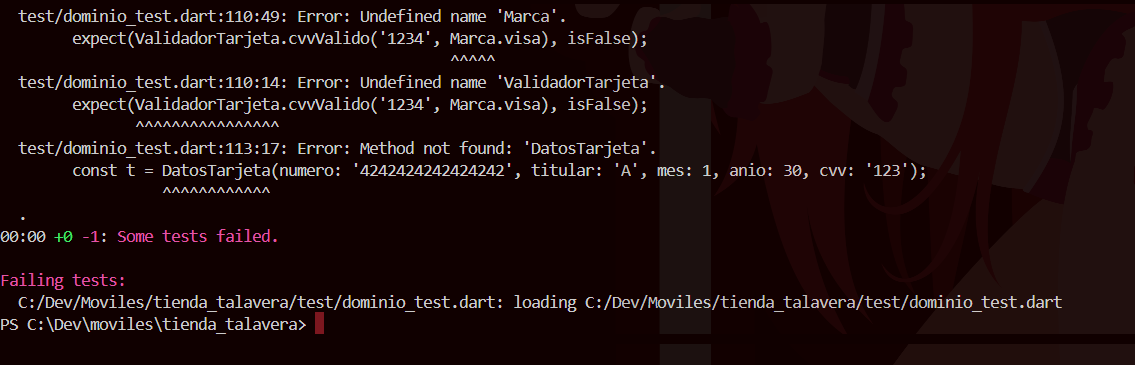 test/dominio_test.dart:110:49: Error: Undefined name 'Marca'.
expect(ValidadorTarjeta.cvvValido('1234', Marca.visa), isFalse);
^^^^^
test/dominio_test.dart:110:14: Error: Undefined name 'ValidadorTarjeta'.
expect(ValidadorTarjeta.cvvValido('1234', Marca.visa), isFalse);
^^^^^^^^^^^^^^^^
test/dominio_test.dart:113:17: Error: Method not found: 'DatosTarjeta'.
const t = DatosTarjeta(numero: '4242424242424242', titular: 'A', mes: 1, anio: 30, cvv: '123');
^^^^^^^^^^^^
.
00:00 +0 -1: Some tests failed.
Failing tests:
C:/Dev/Moviles/tienda_talavera/test/dominio_test.dart: loading C:/Dev/Moviles/tienda_talavera/test/dominio_test.dart
PS C:\Dev\moviles\tienda_talavera>